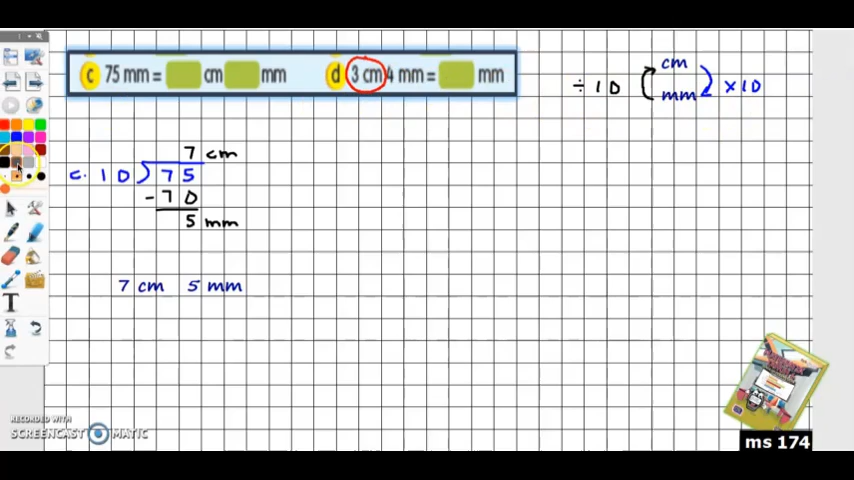 c 75 mm = cm mm d 3 cm 4 mm = mm
÷ 10 cm mm × 10
7 cm
c. 10 75
- 70
5 mm
7 cm 5 mm
RECORDED WITH
SCREENCAST MATIC
ms 174